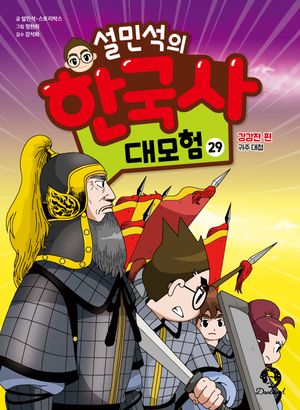 글 설민석·스토리박스
그림 정현희
감수 강석화
설민석의
한국사
대모험 29
강감찬 편
귀주 대첩
Dankkumi